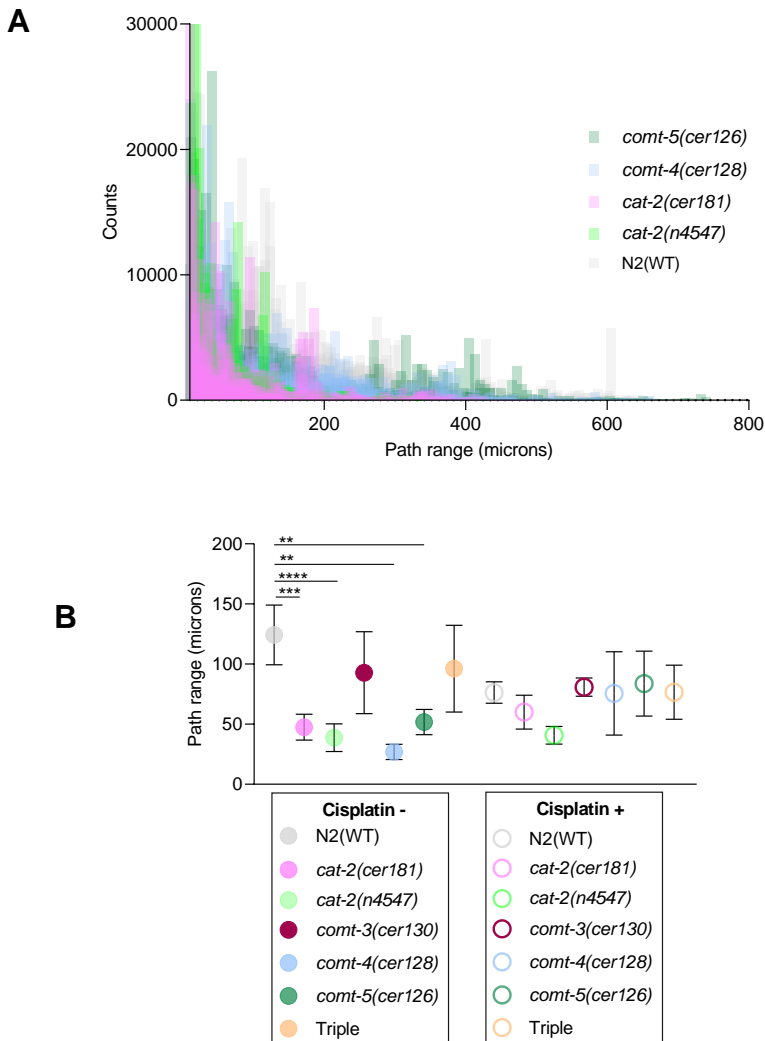 A
30000
20000
10000
0
Counts
200
400
600
800
Path range (microns)
comt-5(cer126)
comt-4(cer128)
cat-2(cer181)
cat-2(n4547)
N2(WT)
B
200
150
100
50
0
Path range (microns)
**
**
****
***
Cisplatin -
N2(WT)
cat-2(cer181)
cat-2(n4547)
comt-3(cer130)
comt-4(cer128)
comt-5(cer126)
Triple
Cisplatin +
N2(WT)
cat-2(cer181)
cat-2(n4547)
comt-3(cer130)
comt-4(cer128)
comt-5(cer126)
Triple